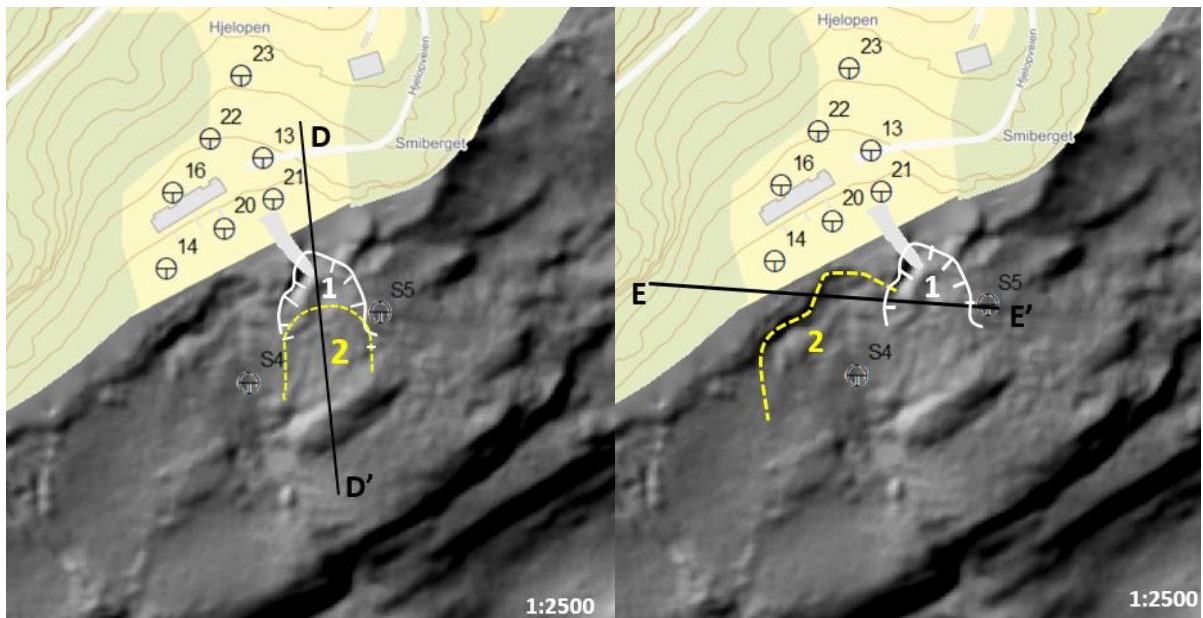 Hjelopen
23
22
13
D
16
21
20
14
Hjelopveien
Smiberget
1
S5
2
S4
D'
1:2500
Hjelopen
23
22
13
16
21
20
14
Hjelopveien
Smiberget
E
1
S5
E'
2
S4
1:2500